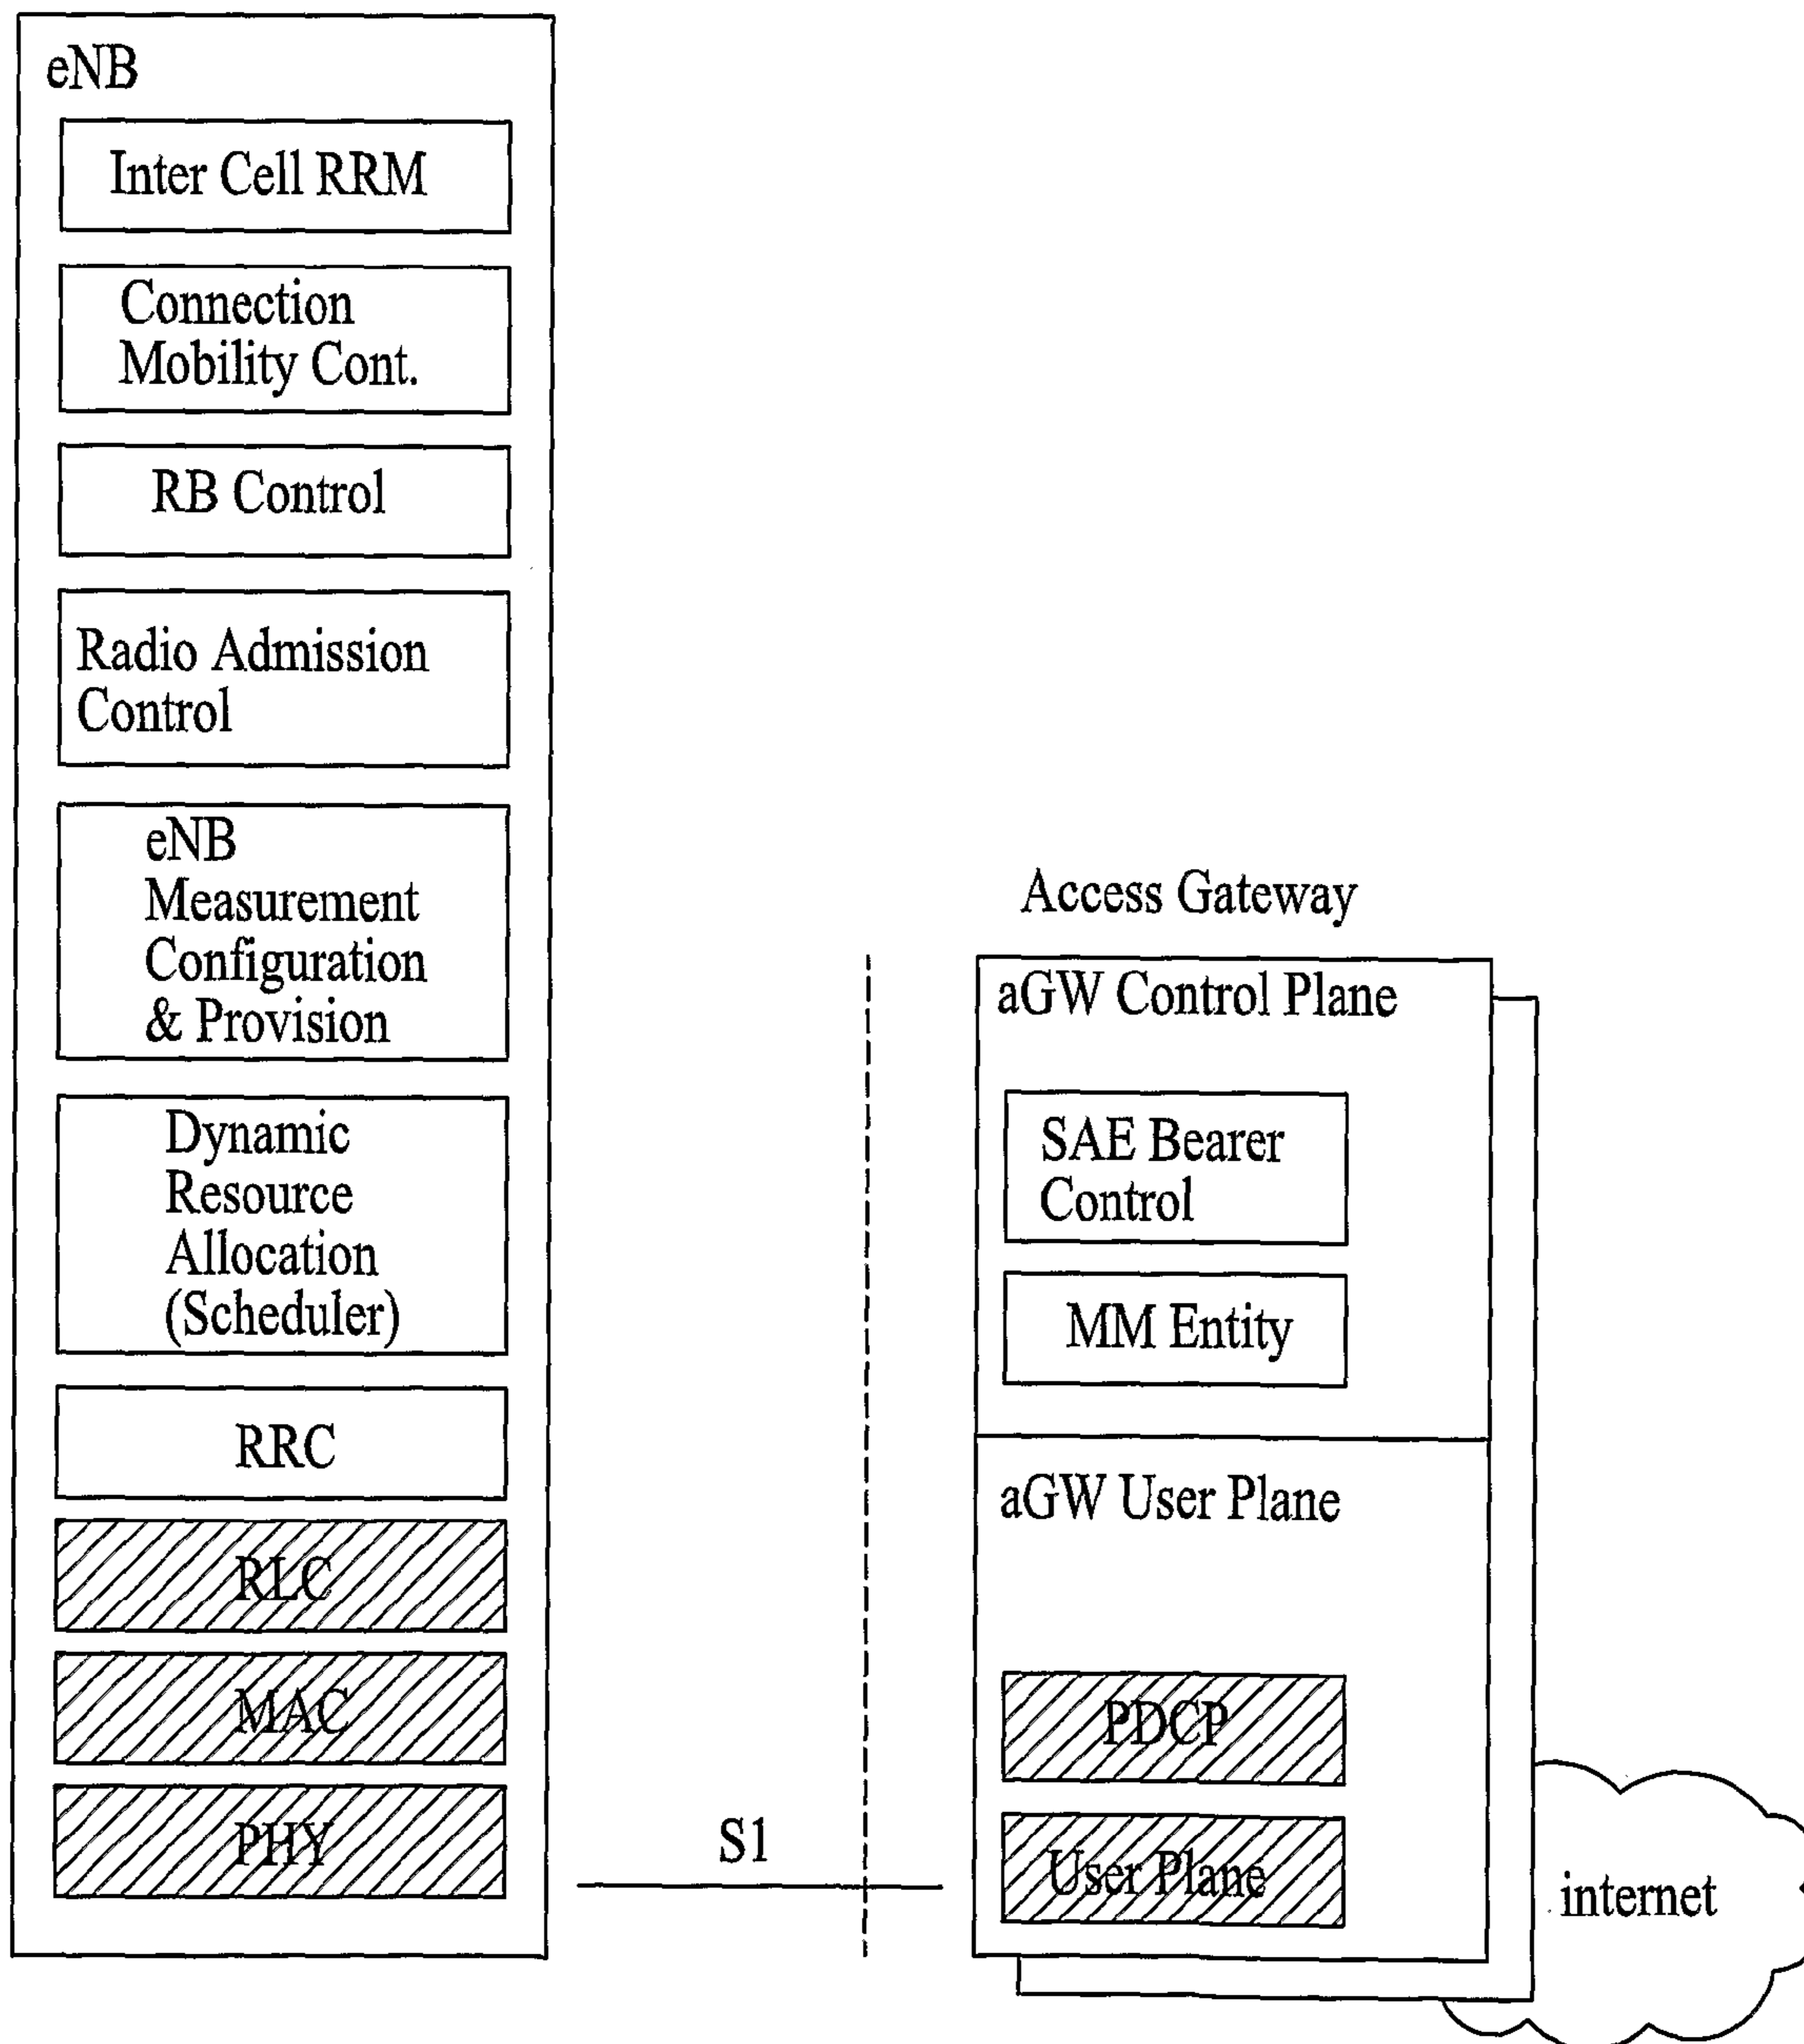 eNB
Inter Cell RRM
Connection
Mobility Cont.
RB Control
Radio Admission
Control
eNB
Measurement
Configuration
& Provision
Dynamic
Resource
Allocation
(Scheduler)
RRC
RLC
MAC
PHY
S1
Access Gateway
aGW Control Plane
SAE Bearer
Control
MM Entity
aGW User Plane
PDCP
User Plane
internet